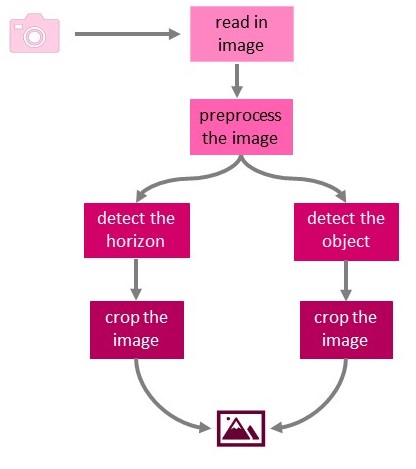 read in
image
preprocess
the image
detect the
horizon
detect the
object
crop the
image
crop the
image